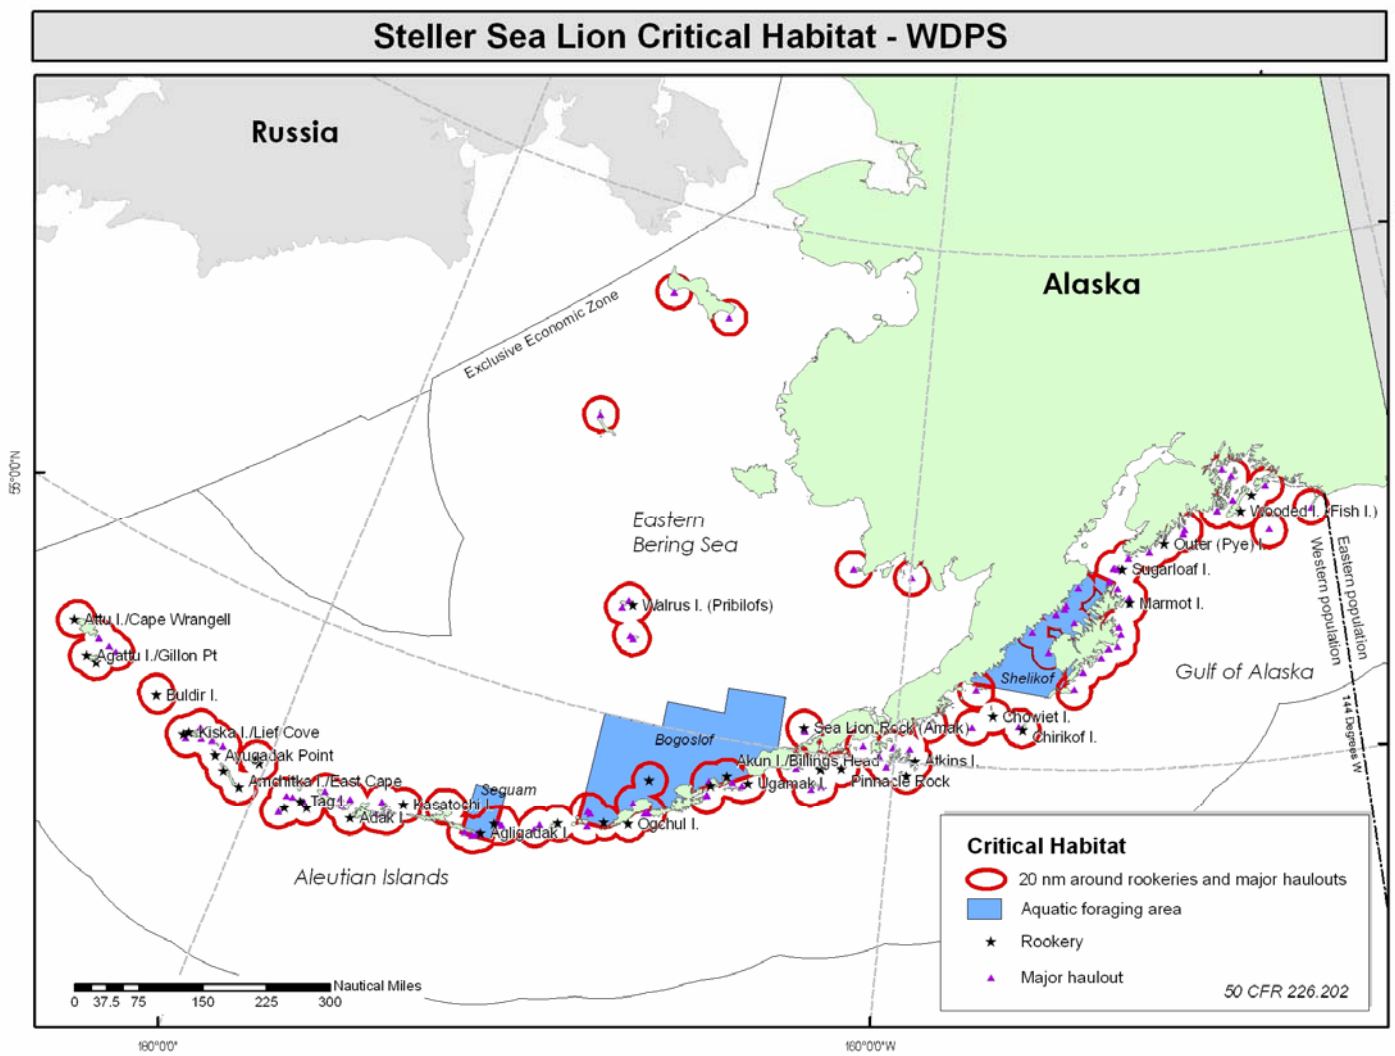 Steller Sea Lion Critical Habitat - WDPS
Russia
Alaska
Exclusive Economic Zone
55°0'0"N
Eastern
Bering Sea
Wooded I. (Fish I.)
Outer (Pye) I.
Sugarloaf I.
Marmot I.
Eastern population
Western population
144 Degrees W
Walrus I. (Pribilofs)
Attu I./Cape Wrangell
Agattu I./Gillon Pt
Buldir I.
Shelikof
Gulf of Alaska
Chowiet I.
Chirikof I.
Kiska I./Lief Cove
Ayugadak Point
Amchitka I./East Cape
Bogoslof
Sea Lion Rock (Amak)
Akun I./Billings Head
Atkins I.
Ugamak I.
Pinnacle Rock
Seguam
Tag I.
Kasatochi I.
Adak I.
Agligadak I.
Ogchul I.
Aleutian Islands
Critical Habitat
20 nm around rookeries and major haulouts
Aquatic foraging area
Rookery
Major haulout
50 CFR 226.202
Nautical Miles
0 37.5 75 150 225 300
180°0'0"
160°0'0"W